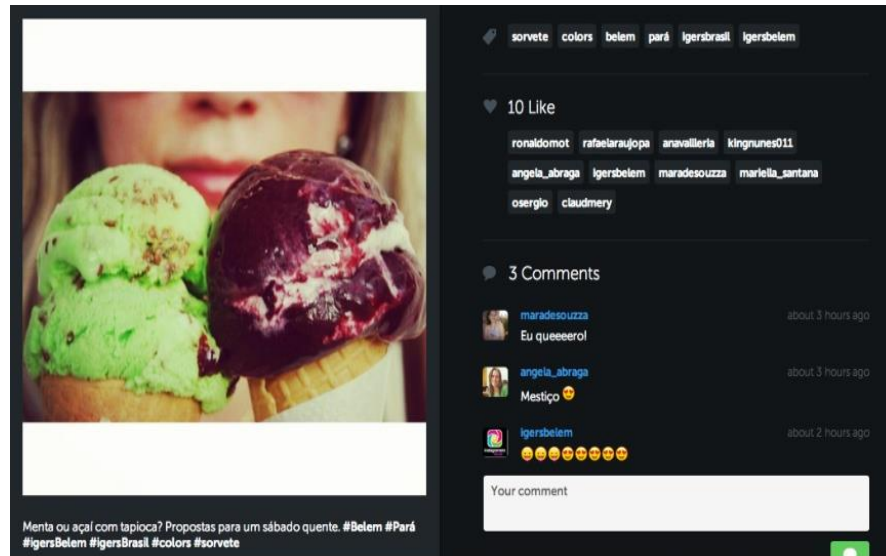 Menta ou açaí com tapioca? Propostas para um sábado quente. #Belem #Pará
#igersBelem #igersBrasil #colors #sorvete
sorvete colors belem pará igersbrasil igersbelem
10 Like
ronaldomot rafaelaraujopa anavallleria kingnunes011
angela_abraga igersbelem maradesouzza mariella_santana
osergio claudmery
3 Comments
maradesouzza about 3 hours ago
Eu queeeero!
angela_abraga about 3 hours ago
Mestiço 😍
igersbelem about 2 hours ago
😛😛😛😍😍😍😍😍
Your comment